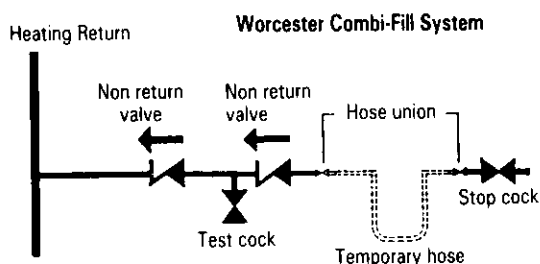 Worcester Combi-Fill System
Heating Return
Non return
valve
Non return
valve
Hose union
Stop cock
Test cock
Temporary hose